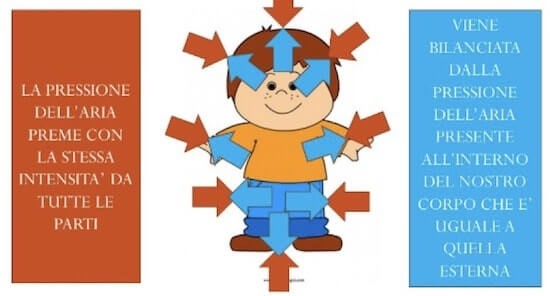 LA PRESSIONE
DELL'ARIA
PREME CON
LA STESSA
INTENSITA' DA
TUTTE LE
PARTI
VIENE
BILANCIATA
DALLA
PRESSIONE
DELL'ARIA
PRESENTE
ALL'INTERNO
DEL NOSTRO
CORPO CHE E'
UGUALE A
QUELLA
ESTERNA